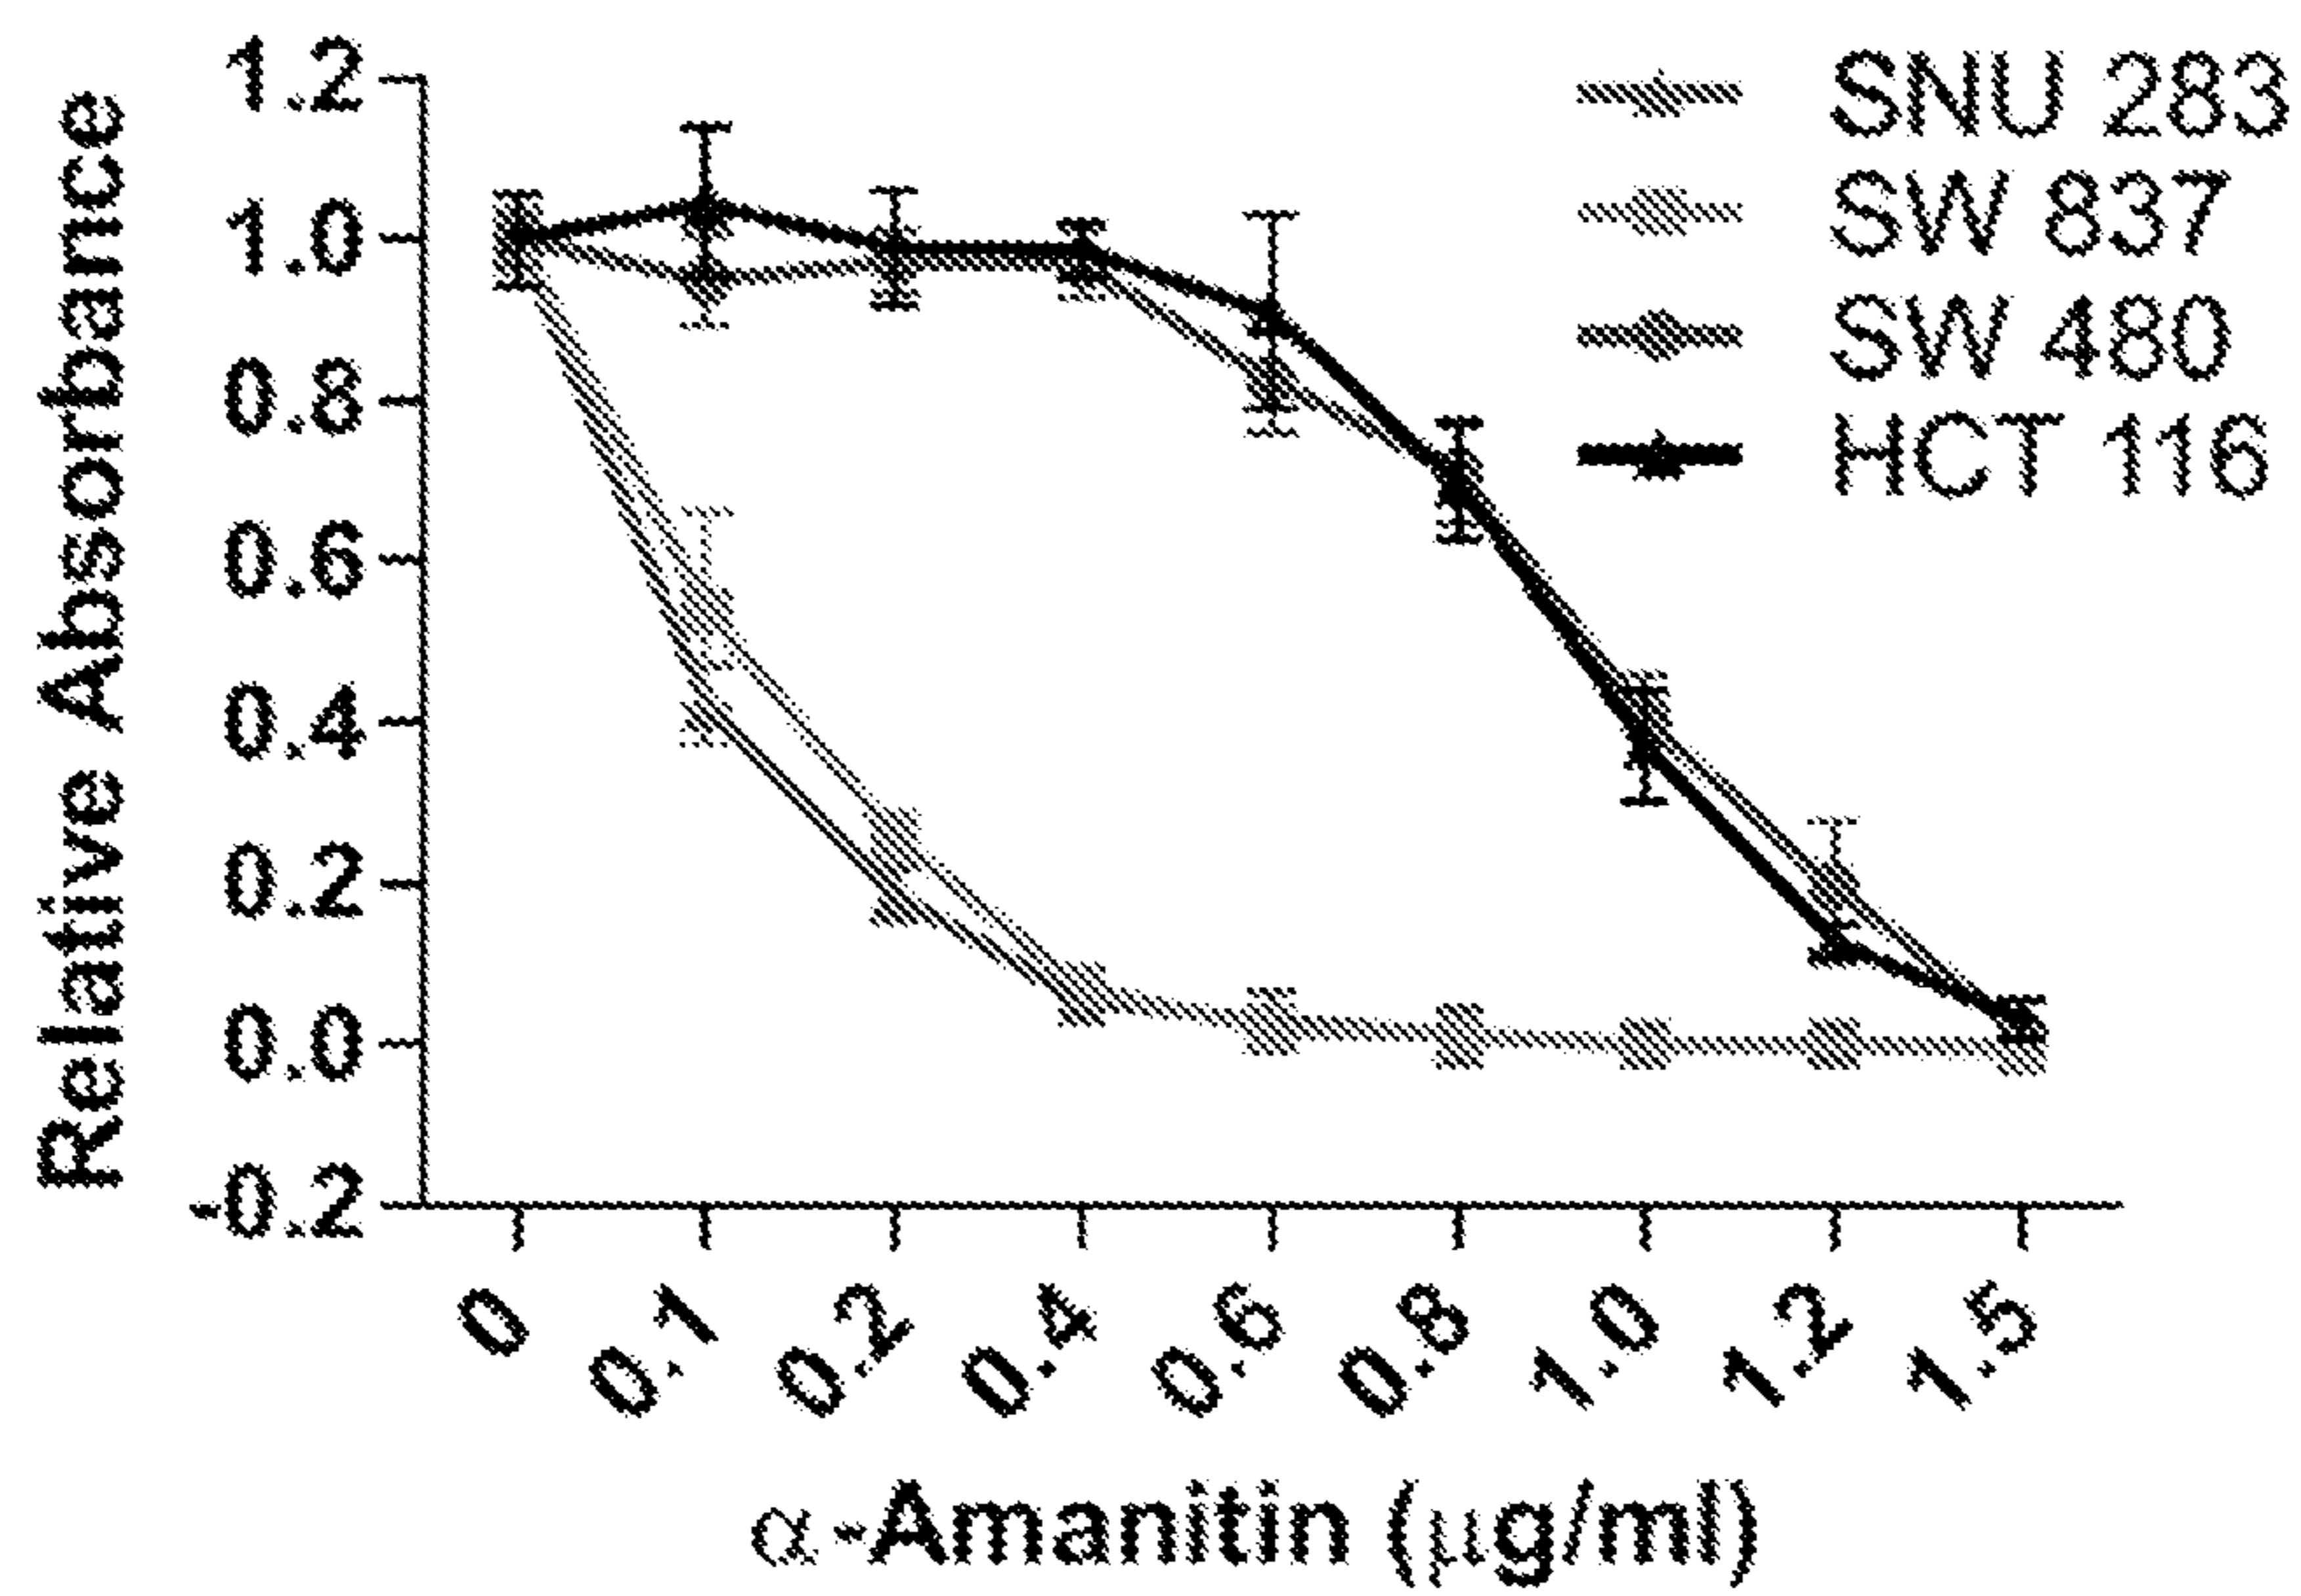 Ralative Absorbance
1.2
1.0
0.8
0.6
0.4
0.2
0.0
-0.2
SNU 283
SW 837
SW 480
HCT 116
0
0.1
0.2
0.4
0.6
0.8
1.0
1.2
1.5
α-Amanitin (μg/ml)